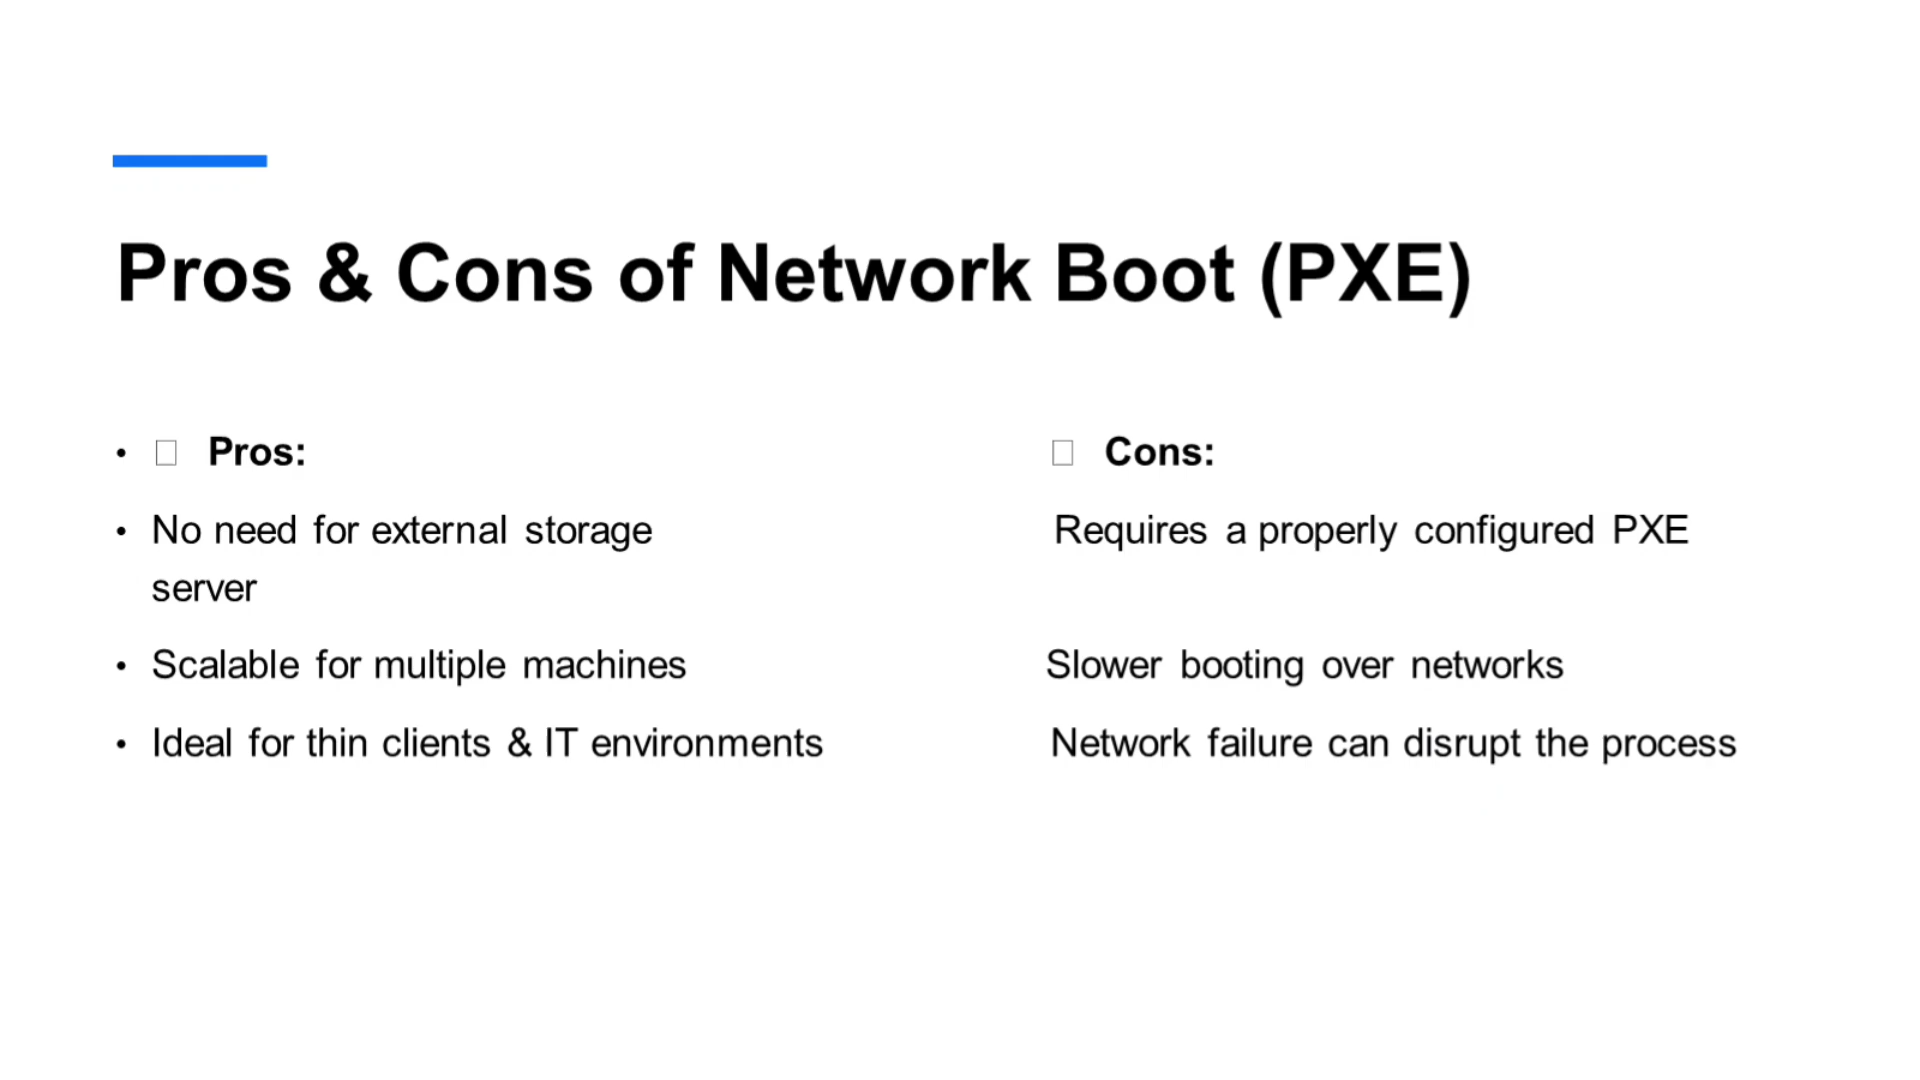 Pros & Cons of Network Boot (PXE)
• □ Pros: □ Cons:
• No need for external storage Requires a properly configured PXE
server
• Scalable for multiple machines Slower booting over networks
• Ideal for thin clients & IT environments Network failure can disrupt the process